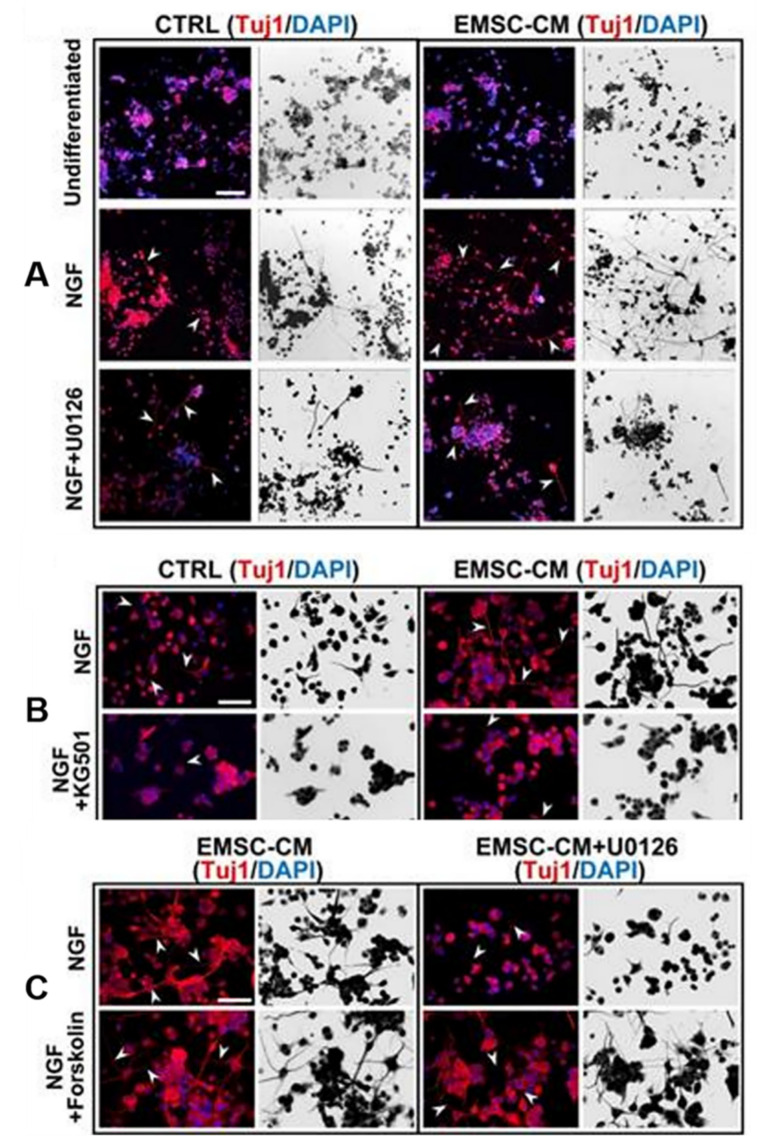 CTRL (Tuj1/DAPI) EMSC-CM (Tuj1/DAPI)
Undifferentiated
A
NGF
NGF+U0126
CTRL (Tuj1/DAPI) EMSC-CM (Tuj1/DAPI)
B
NGF
NGF
+KG501
EMSC-CM EMSC-CM+U0126
(Tuj1/DAPI) (Tuj1/DAPI)
C
NGF
NGF
+Forskolin